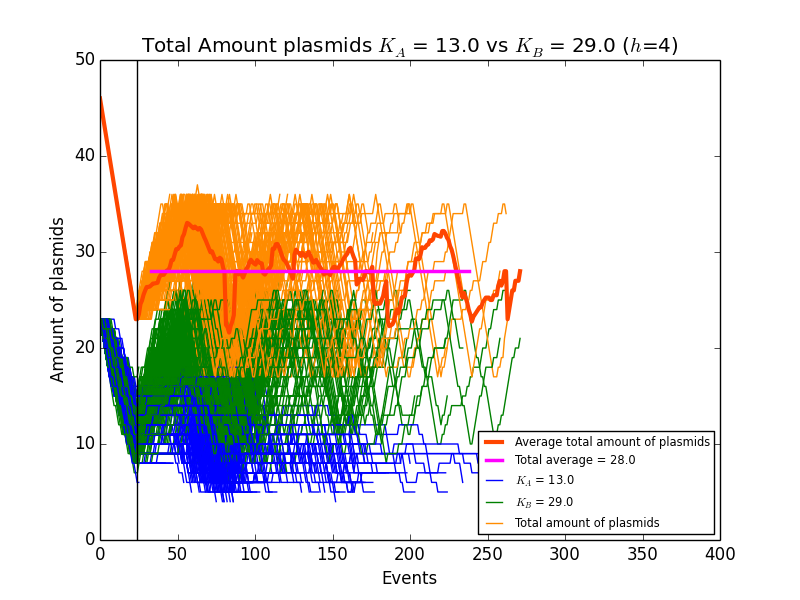 Total Amount plasmids K_A = 13.0 vs K_B = 29.0 (h=4)
50
40
30
20
10
0
Amount of plasmids
0 50 100 150 200 250 300 350 400
Events
Average total amount of plasmids
Total average = 28.0
K_A = 13.0
K_B = 29.0
Total amount of plasmids